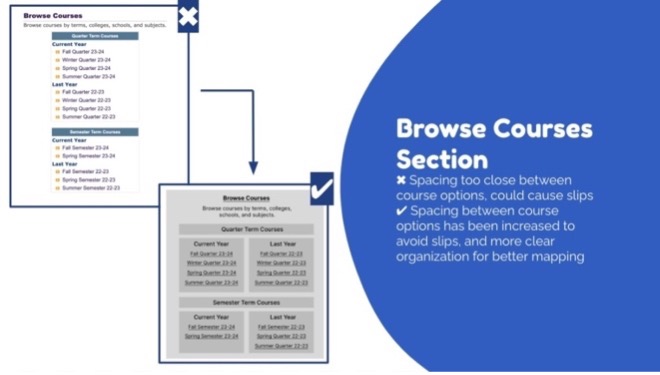 Browse Courses
Browse courses by terms, colleges, schools, and subjects.
Quarter Term Courses
Current Year
Fall Quarter 23-24
Winter Quarter 23-24
Spring Quarter 23-24
Summer Quarter 23-24
Last Year
Fall Quarter 22-23
Winter Quarter 22-23
Spring Quarter 22-23
Summer Quarter 22-23
Semester Term Courses
Current Year
Fall Semester 23-24
Spring Semester 23-24
Last Year
Fall Semester 22-23
Spring Semester 22-23
Summer Semester 22-23
Browse Courses
Browse courses by terms, colleges,
schools, and subjects.
Quarter Term Courses
Current Year
Fall Quarter 23-24
Winter Quarter 23-24
Spring Quarter 23-24
Summer Quarter 23-24
Last Year
Fall Quarter 22-23
Winter Quarter 22-23
Spring Quarter 22-23
Summer Quarter 22-23
Semester Term Courses
Current Year
Fall Semester 23-24
Spring Semester 23-24
Last Year
Fall Semester 22-23
Spring Quarter 22-23
Summer Quarter 22-23
Browse Courses
Section
✖ Spacing too close between
course options, could cause slips
✔ Spacing between course
options has been increased to
avoid slips, and more clear
organization for better mapping